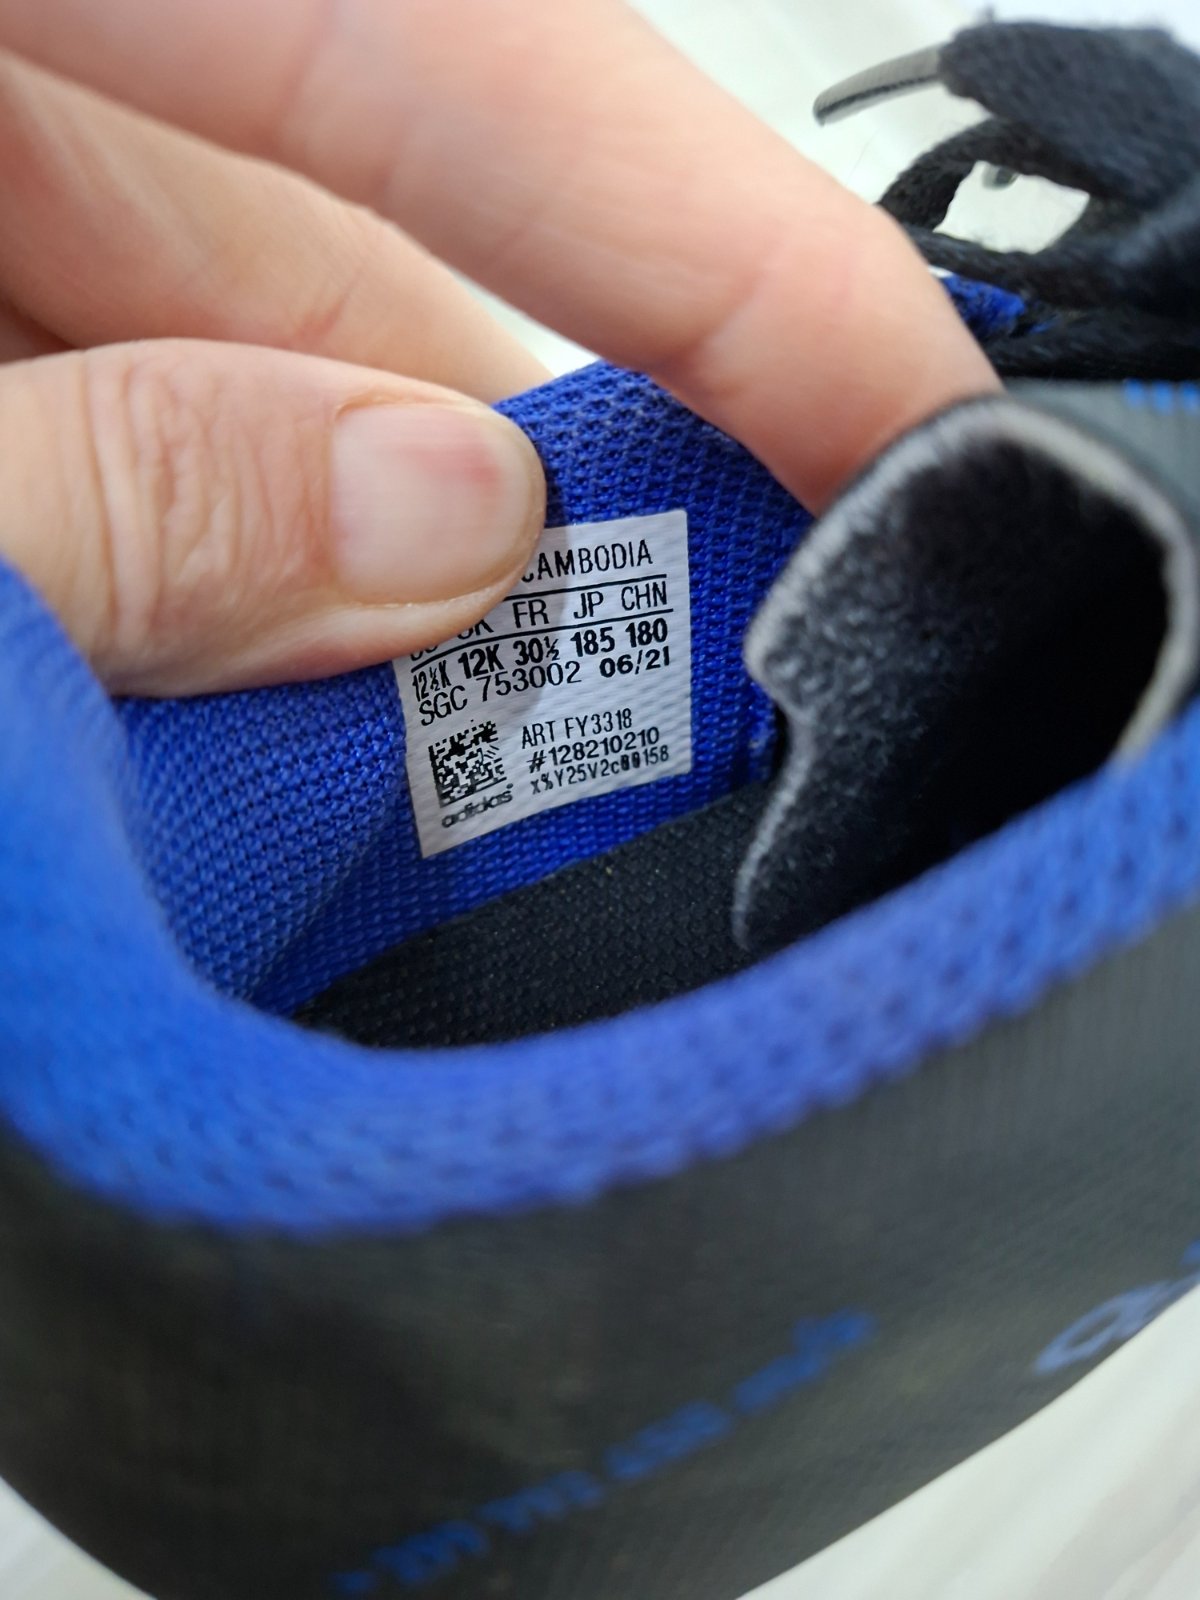 CAMBODIA
UK FR JP CHN
12½K 12K 30½ 185 180
SGC 753002 06/21
ART FY3318
#128210210
adidas